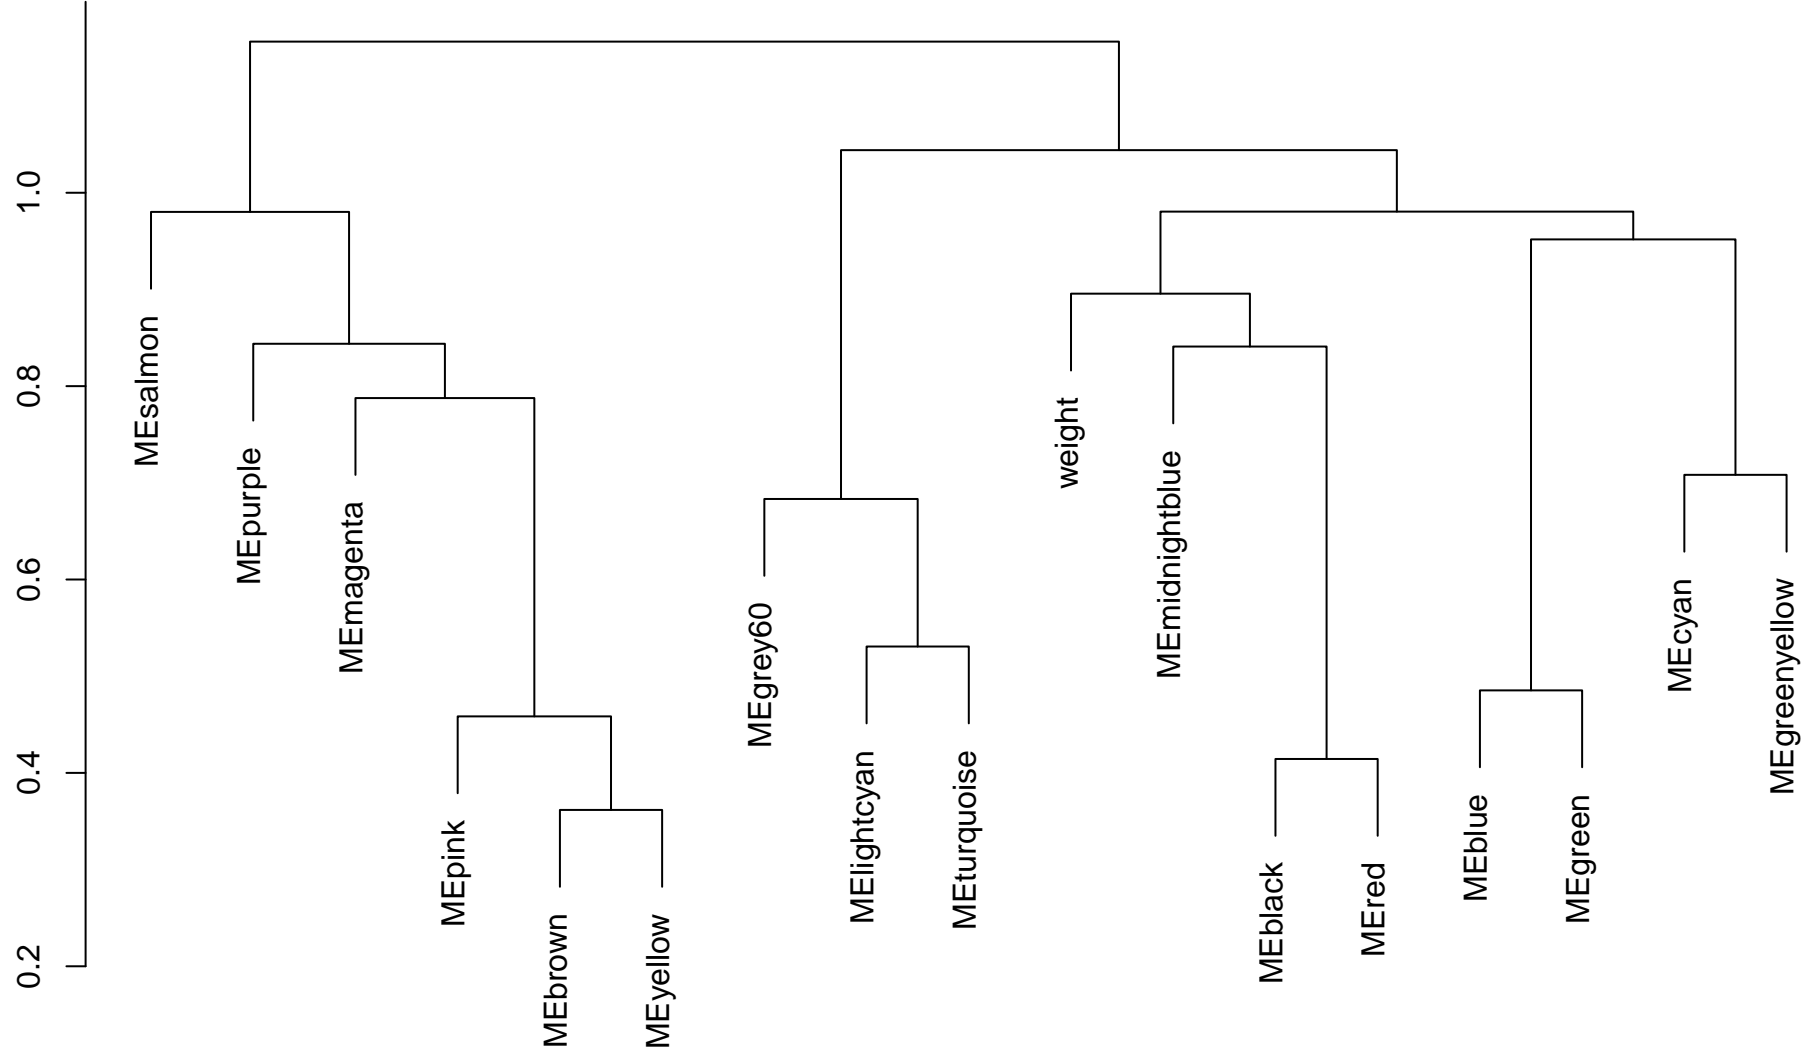 1.0
0.8
0.6
0.4
0.2
MEsalmon
MEpurple
MEmagenta
MEpink
MEbrown
MEyellow
MEgrey60
MElightcyan
MEturquoise
weight
MEmidnightblue
MEblack
MEred
MEblue
MEgreen
MEcyan
MEgreenyellow